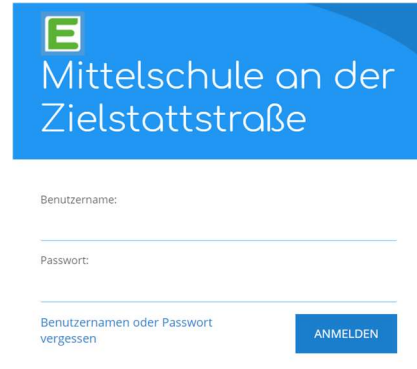 E
Mittelschule an der
Zielstattstraße
Benutzername:
Passwort:
Benutzernamen oder Passwort
vergessen
ANMELDEN